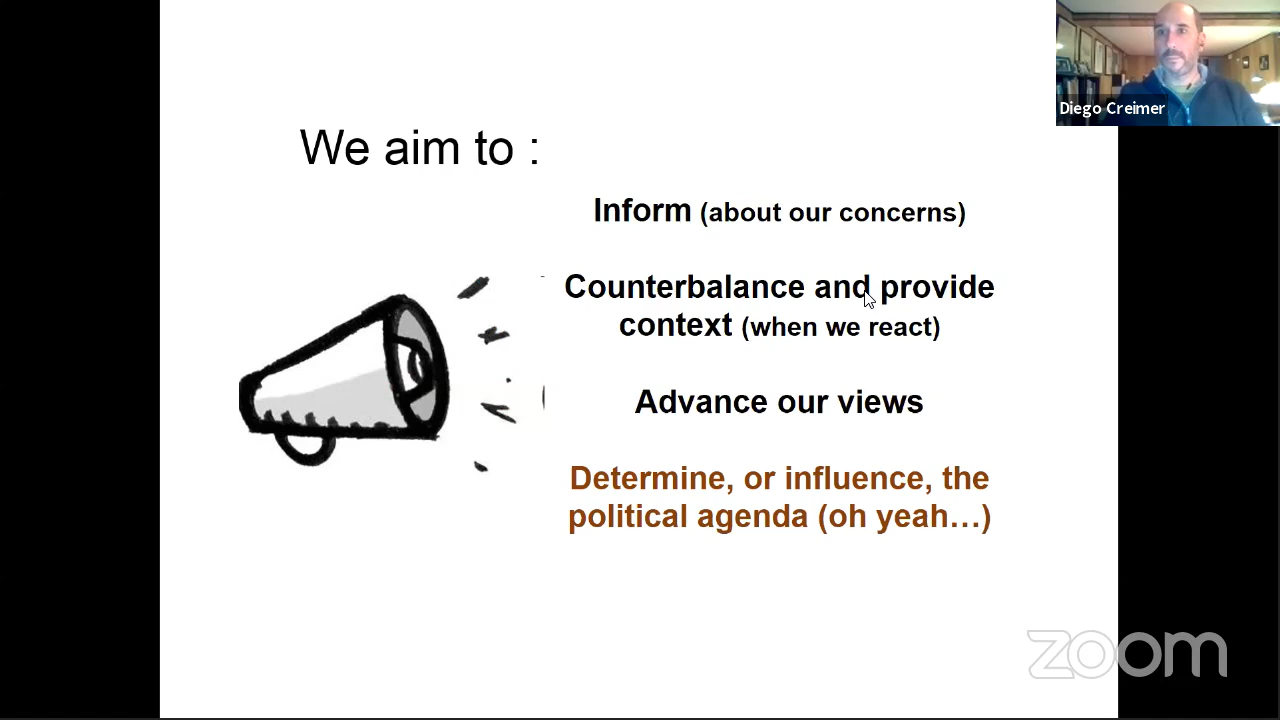 Diego Creimer
We aim to :
Inform (about our concerns)
Counterbalance and provide
context (when we react)
Advance our views
Determine, or influence, the
political agenda (oh yeah…)
zoom